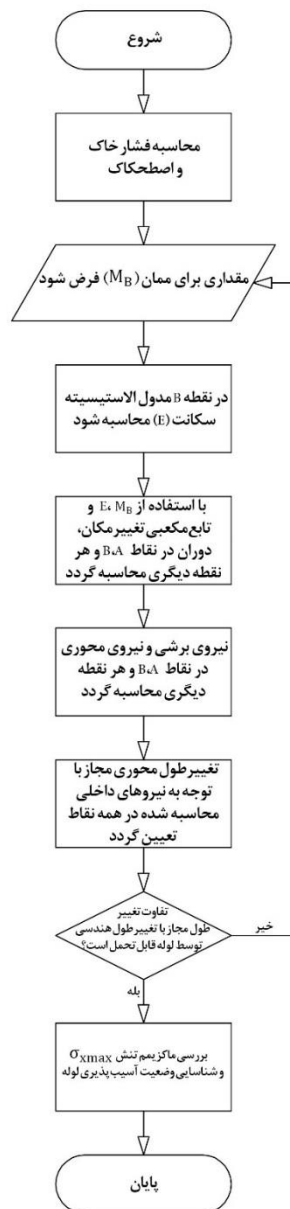 شروع
محاسبه فشار خاک
و اصطحکاک
مقداری برای ممان (MB) فرض شود
در نقطه B مدول الاستیسیته
سکانت (E) محاسبه شود
با استفاده از E، MB و
تابع مکعبی تغییر مکان،
دوران در نقاط B،A و هر
نقطه دیگری محاسبه گردد
نیروی برشی و نیروی محوری
در نقاط B،A و هر نقطه
دیگری محاسبه گردد
تغییر طول محوری مجاز با
توجه به نیروهای داخلی
محاسبه شده در همه نقاط
تعیین گردد
تفاوت تغییر
طول مجاز با تغییر طول هندسی
توسط لوله قابل تحمل است؟
خیر
بله
بررسی ماکزیمم تنش σxmax
و شناسایی وضعیت آسیب پذیری لوله
پایان